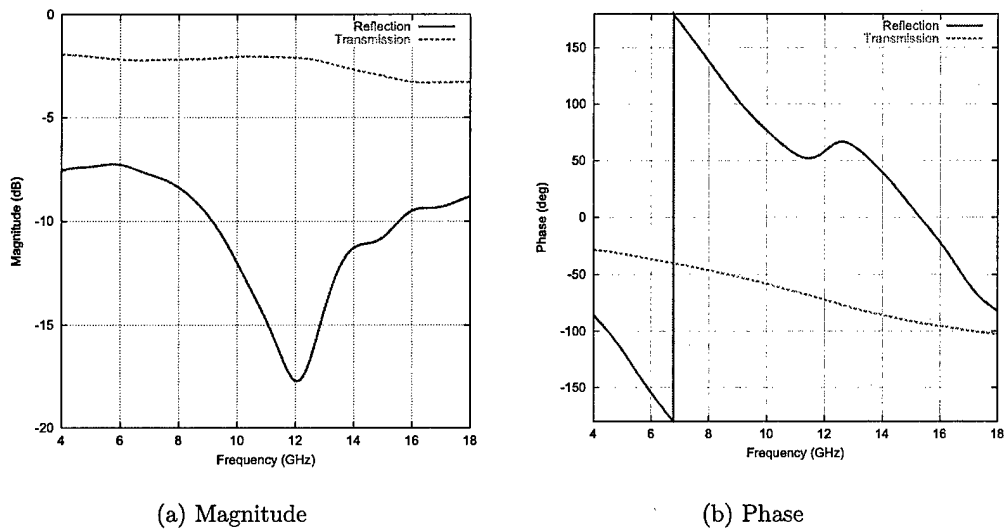 0
-5
-10
-15
-20
Magnitude (dB)
4 6 8 10 12 14 16 18
Frequency (GHz)
Reflection
Transmission
(a) Magnitude
150
100
50
0
-50
-100
-150
Phase (deg)
4 6 8 10 12 14 16 18
Frequency (GHz)
Reflection
Transmission
(b) Phase